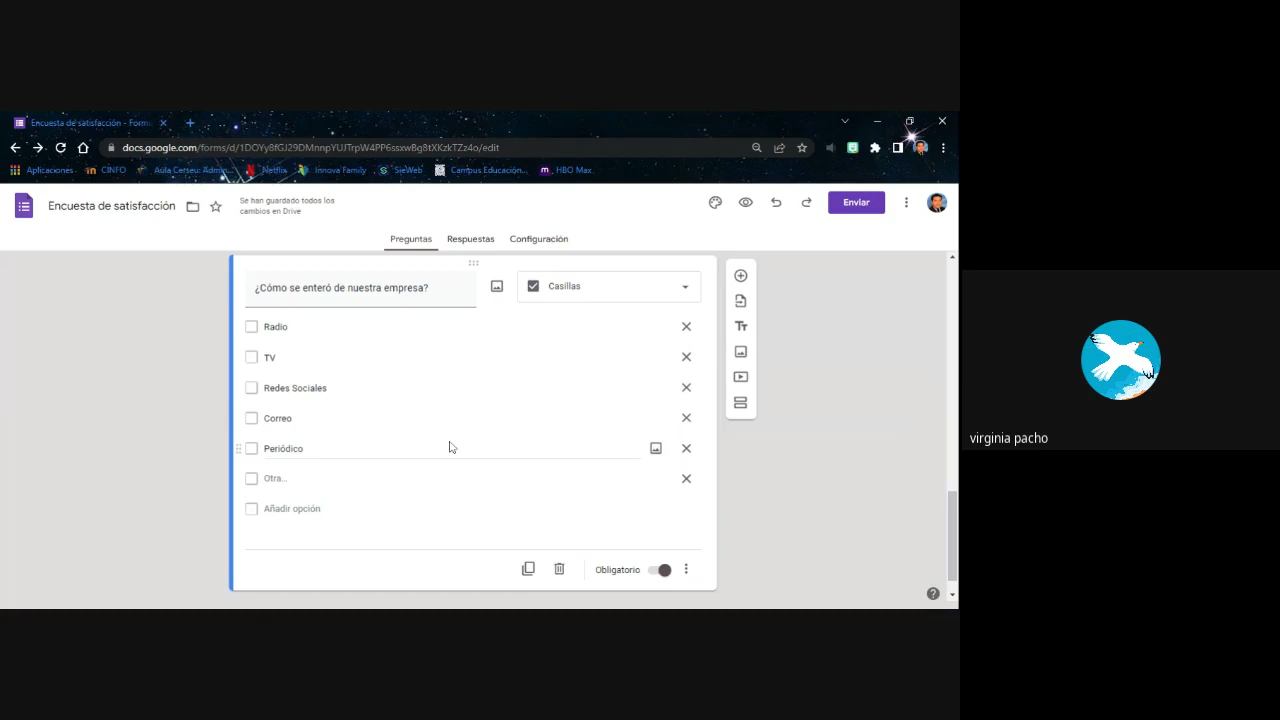 Encuesta de satisfacción - Formu
docs.google.com/forms/d/1DOYy8fGJ29DMnnpYUJTrpW4PP6ssxwBg8tXKzkTZz4o/edit
Aplicaciones CINFO Aula Cerseu: Admin... Netflix Innova Family SieWeb Campus Educación... HBO Max
Encuesta de satisfacción
Se han guardado todos los
cambios en Drive
Enviar
Preguntas Respuestas Configuración
¿Cómo se enteró de nuestra empresa?
Casillas
Radio
TV
Redes Sociales
Correo
Periódico
Otra...
Añadir opción
Obligatorio
virginia pacho